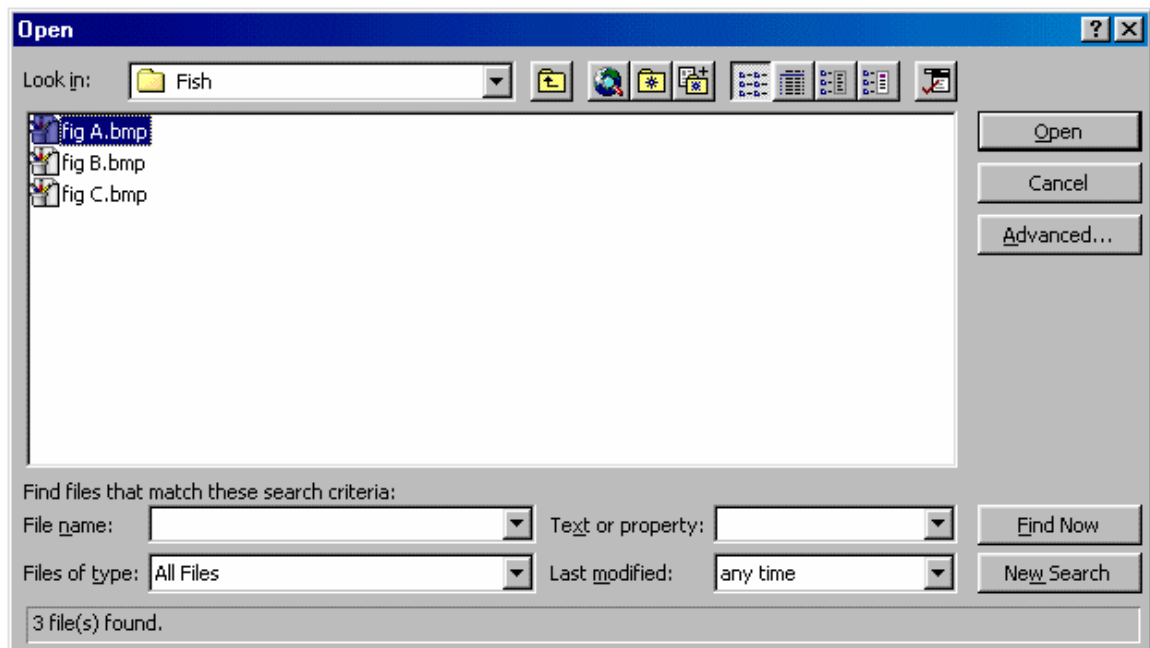 Open
Look in: Fish
fig A.bmp
fig B.bmp
fig C.bmp
Open
Cancel
Advanced...
Find files that match these search criteria:
File name: Text or property: Find Now
Files of type: All Files Last modified: any time New Search
3 file(s) found.